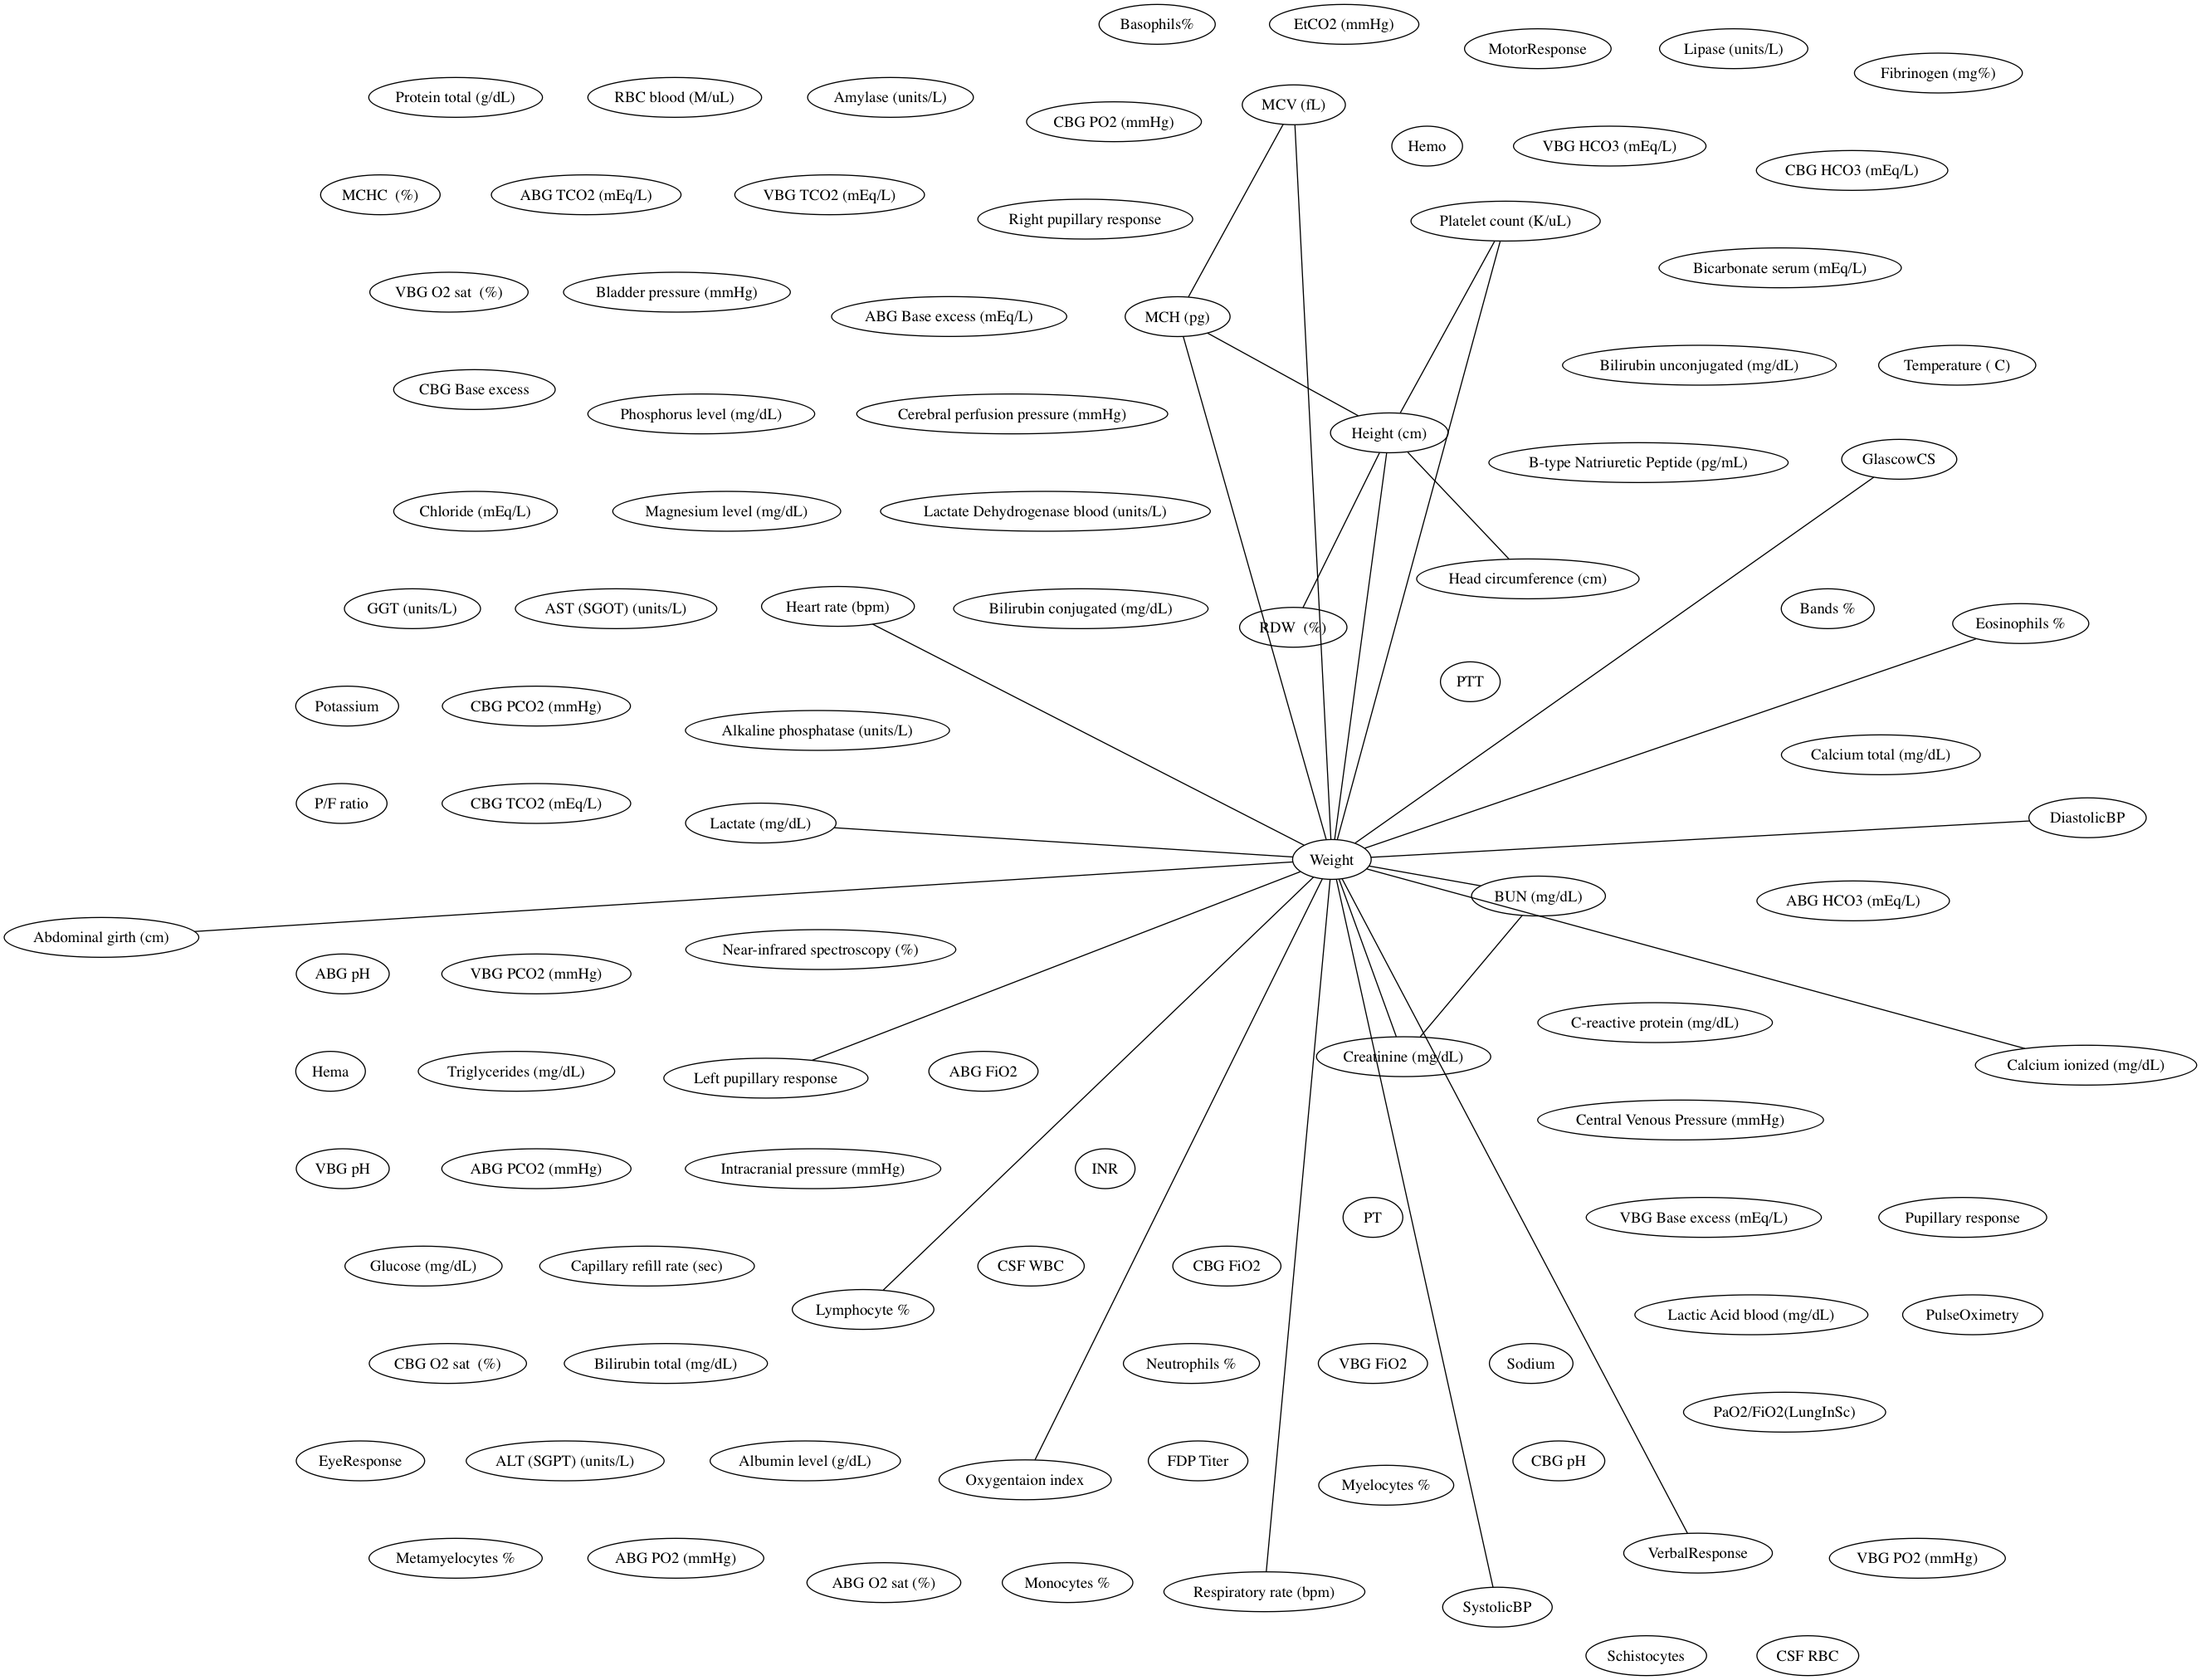 Basophils%
EtCO2 (mmHg)
MotorResponse
Lipase (units/L)
Fibrinogen (mg%)
Protein total (g/dL)
RBC blood (M/uL)
Amylase (units/L)
MCV (fL)
CBG PO2 (mmHg)
Hemo
VBG HCO3 (mEq/L)
CBG HCO3 (mEq/L)
MCHC (%)
ABG TCO2 (mEq/L)
VBG TCO2 (mEq/L)
Right pupillary response
Platelet count (K/uL)
Bicarbonate serum (mEq/L)
VBG O2 sat (%)
Bladder pressure (mmHg)
ABG Base excess (mEq/L)
MCH (pg)
Bilirubin unconjugated (mg/dL)
Temperature ( C)
CBG Base excess
Phosphorus level (mg/dL)
Cerebral perfusion pressure (mmHg)
Height (cm)
B-type Natriuretic Peptide (pg/mL)
GlascowCS
Chloride (mEq/L)
Magnesium level (mg/dL)
Lactate Dehydrogenase blood (units/L)
Head circumference (cm)
GGT (units/L)
AST (SGOT) (units/L)
Heart rate (bpm)
Bilirubin conjugated (mg/dL)
RDW (%)
Bands %
Eosinophils %
PTT
Potassium
CBG PCO2 (mmHg)
Alkaline phosphatase (units/L)
Calcium total (mg/dL)
P/F ratio
CBG TCO2 (mEq/L)
Lactate (mg/dL)
DiastolicBP
Weight
BUN (mg/dL)
ABG HCO3 (mEq/L)
Abdominal girth (cm)
Near-infrared spectroscopy (%)
ABG pH
VBG PCO2 (mmHg)
C-reactive protein (mg/dL)
Creatinine (mg/dL)
Calcium ionized (mg/dL)
Hema
Triglycerides (mg/dL)
Left pupillary response
ABG FiO2
Central Venous Pressure (mmHg)
VBG pH
ABG PCO2 (mmHg)
Intracranial pressure (mmHg)
INR
PT
VBG Base excess (mEq/L)
Pupillary response
Glucose (mg/dL)
Capillary refill rate (sec)
CSF WBC
CBG FiO2
Lymphocyte %
Lactic Acid blood (mg/dL)
PulseOximetry
CBG O2 sat (%)
Bilirubin total (mg/dL)
Neutrophils %
VBG FiO2
Sodium
PaO2/FiO2(LungInSc)
EyeResponse
ALT (SGPT) (units/L)
Albumin level (g/dL)
Oxygentaion index
FDP Titer
Myelocytes %
CBG pH
Metamyelocytes %
ABG PO2 (mmHg)
ABG O2 sat (%)
Monocytes %
Respiratory rate (bpm)
SystolicBP
VerbalResponse
VBG PO2 (mmHg)
Schistocytes
CSF RBC